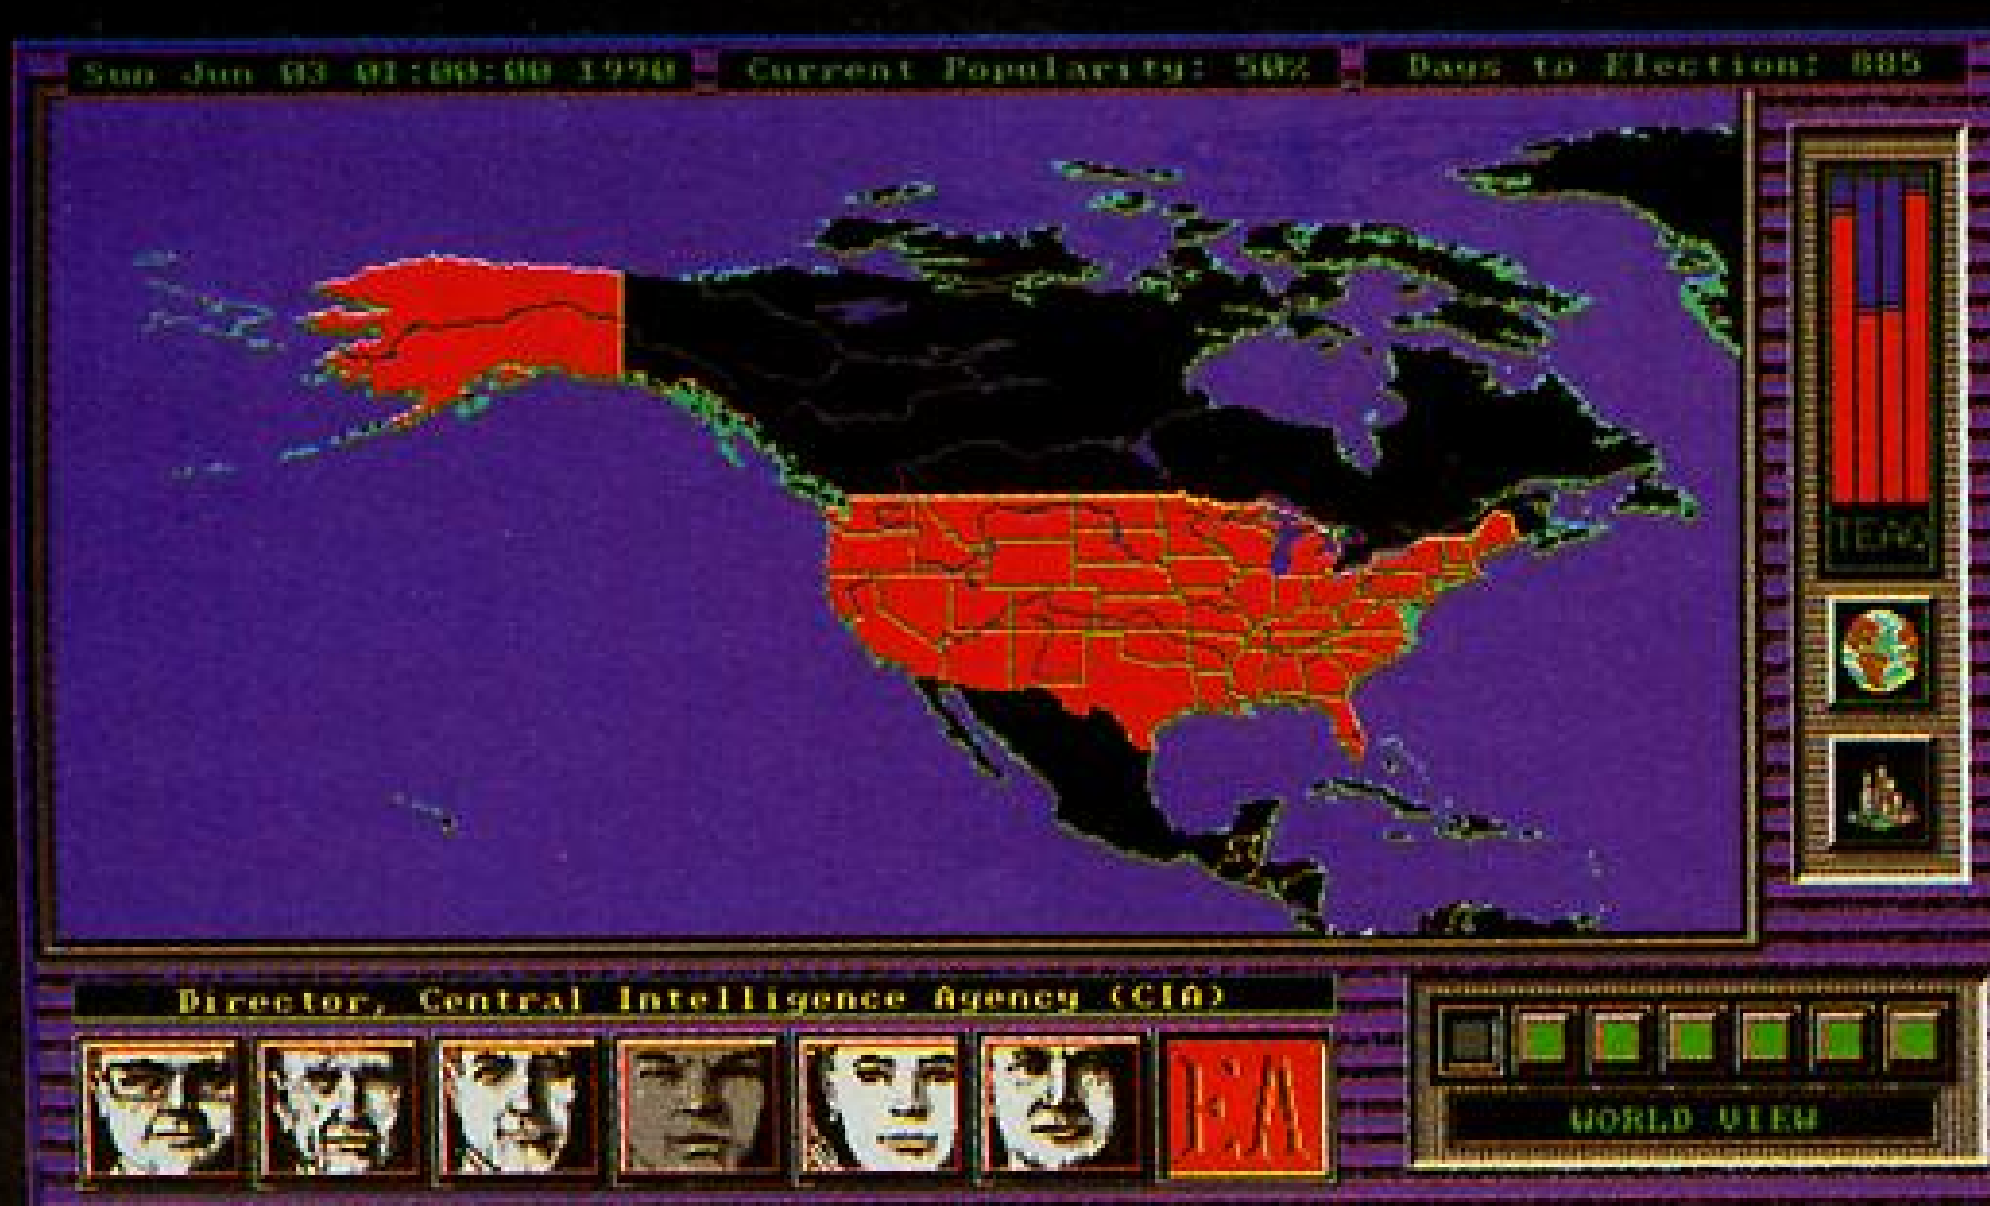 Sun Jun 03 01:00:00 1990
Current Popularity: 50%
Days to Election: 885
Director, Central Intelligence Agency (CIA)
EA
WORLD VIEW